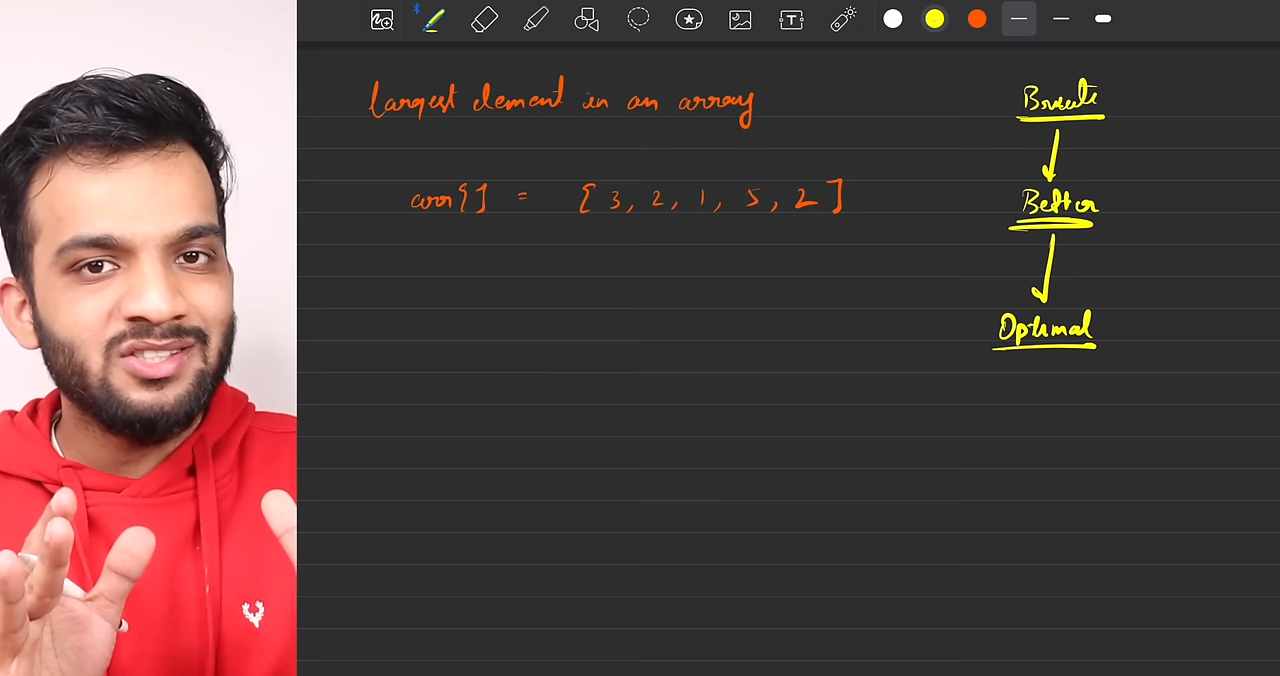 largest element in an array
arr[] = [ 3, 2, 1, 5, 2 ]
Brute
Better
Optimal